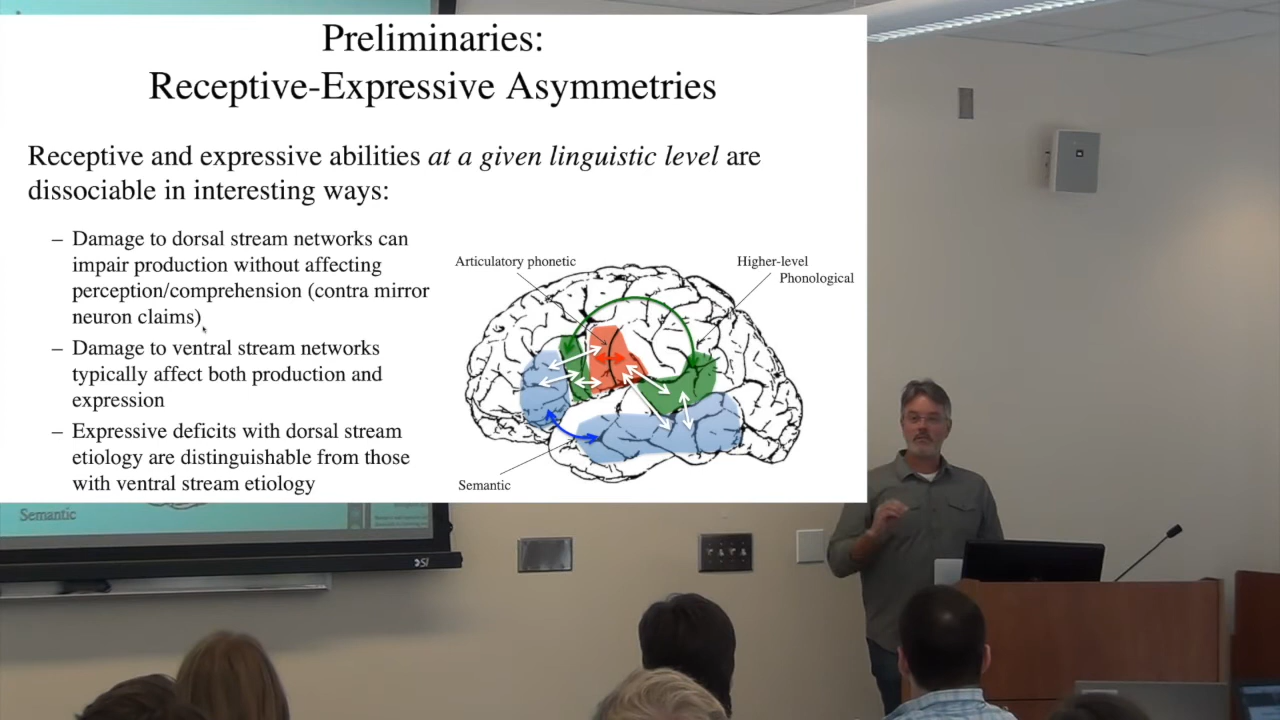 Preliminaries:
Receptive-Expressive Asymmetries
Receptive and expressive abilities at a given linguistic level are
dissociable in interesting ways:
– Damage to dorsal stream networks can
impair production without affecting
perception/comprehension (contra mirror
neuron claims)
– Damage to ventral stream networks
typically affect both production and
expression
– Expressive deficits with dorsal stream
etiology are distinguishable from those
with ventral stream etiology
Articulatory phonetic
Higher-level
Phonological
Semantic
Semantic